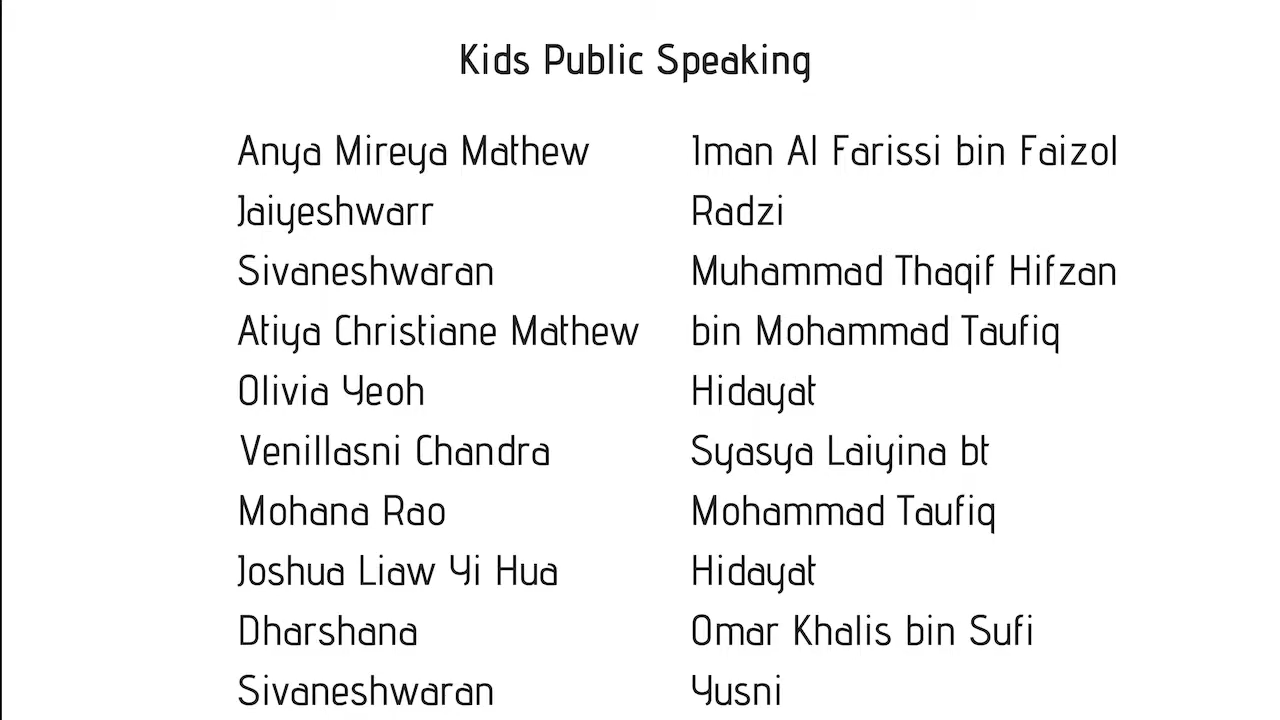 Kids Public Speaking
Anya Mireya Mathew
Jaiyeshwarr
Sivaneshwaran
Atiya Christiane Mathew
Olivia Yeoh
Venillasni Chandra
Mohana Rao
Joshua Liaw Yi Hua
Dharshana
Sivaneshwaran
Iman Al Farissi bin Faizol
Radzi
Muhammad Thaqif Hifzan
bin Mohammad Taufiq
Hidayat
Syasya Laiyina bt
Mohammad Taufiq
Hidayat
Omar Khalis bin Sufi
Yusni